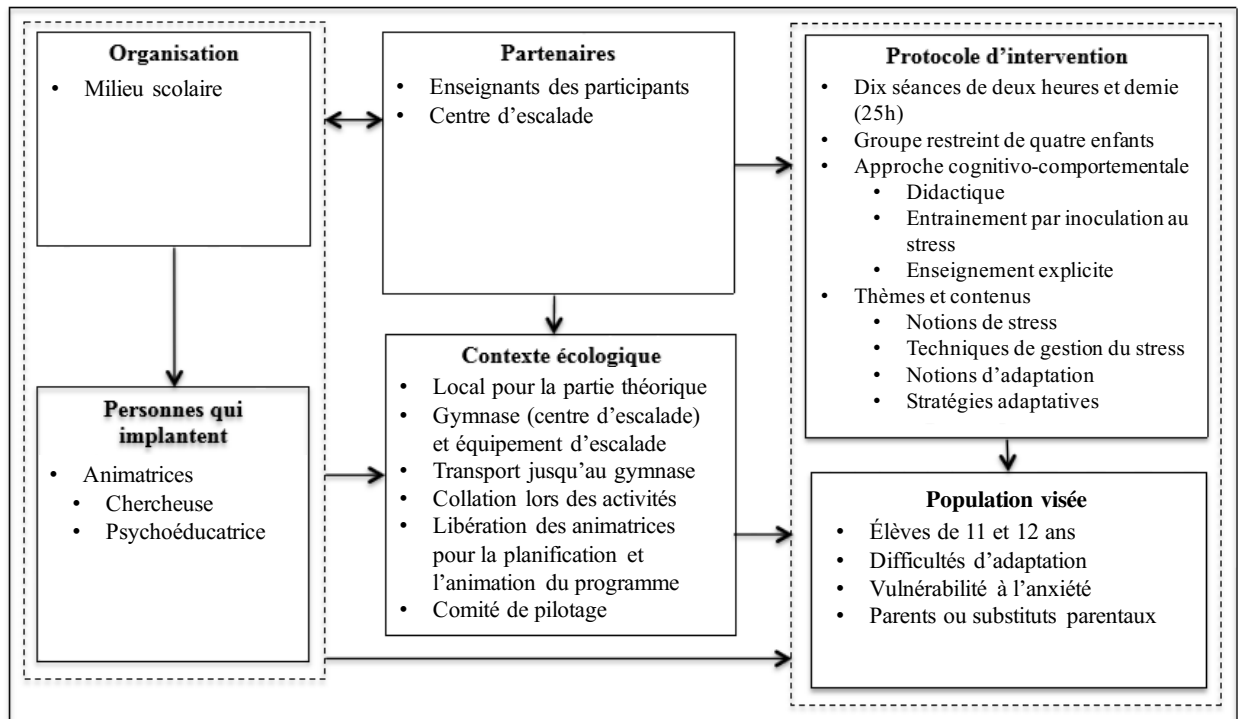 Organisation
• Milieu scolaire
Personnes qui
implantent
• Animatrices
• Chercheuse
• Psychoéducatrice
Partenaires
• Enseignants des participants
• Centre d'escalade
Contexte écologique
• Local pour la partie théorique
• Gymnase (centre d'escalade)
et équipement d'escalade
• Transport jusqu'au gymnase
• Collation lors des activités
• Libération des animatrices
pour la planification et
l'animation du programme
• Comité de pilotage
Protocole d'intervention
• Dix séances de deux heures et demie
(25h)
• Groupe restreint de quatre enfants
• Approche cognitivo-comportementale
• Didactique
• Entrainement par inoculation au
stress
• Enseignement explicite
• Thèmes et contenus
• Notions de stress
• Techniques de gestion du stress
• Notions d'adaptation
• Stratégies adaptatives
Population visée
• Élèves de 11 et 12 ans
• Difficultés d'adaptation
• Vulnérabilité à l'anxiété
• Parents ou substituts parentaux